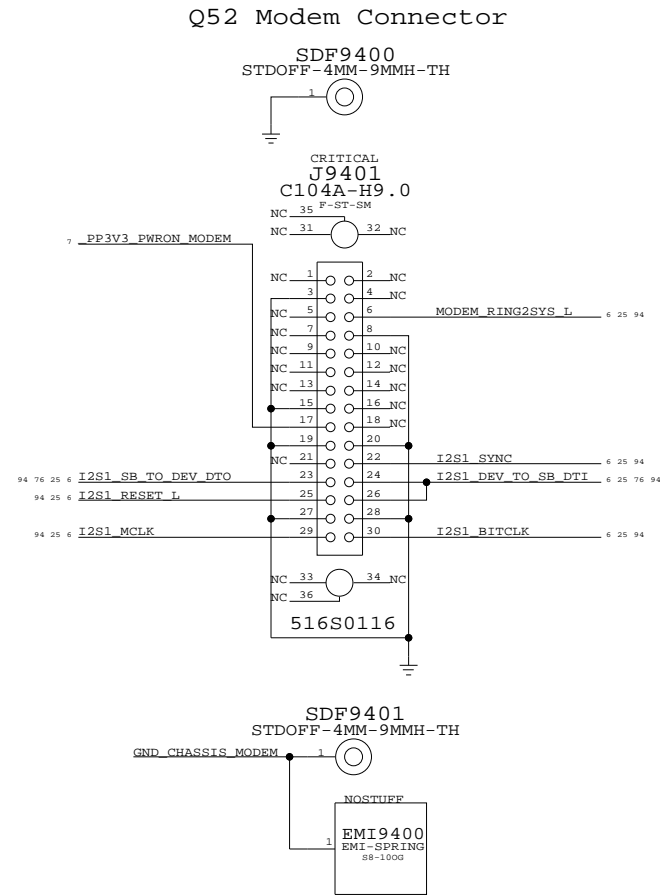 Q52 Modem Connector
SDF9400
STDOFF-4MM-9MMH-TH
1
CRITICAL
J9401
C104A-H9.0
F-ST-SM
NC 35
NC 31 32 NC
7 _PP3V3_PWRON_MODEM
NC 1 2 NC
3 4 NC
NC 5 6 MODEM_RING2SYS_L 6 25 94
NC 7 8
NC 9 10 NC
NC 11 12 NC
NC 13 14 NC
15 16 NC
17 18 NC
19 20
NC 21 22 I2S1_SYNC 6 25 94
94 76 25 6 I2S1_SB_TO_DEV_DTO 23 24 I2S1_DEV_TO_SB_DTI 6 25 76 94
94 25 6 I2S1_RESET_L 25 26
27 28
94 25 6 I2S1_MCLK 29 30 I2S1_BITCLK 6 25 94
NC 33 34 NC
NC 36
516S0116
SDF9401
STDOFF-4MM-9MMH-TH
GND_CHASSIS_MODEM 1
NOSTUFF
EMI9400
1 EMI-SPRING
S8-100G